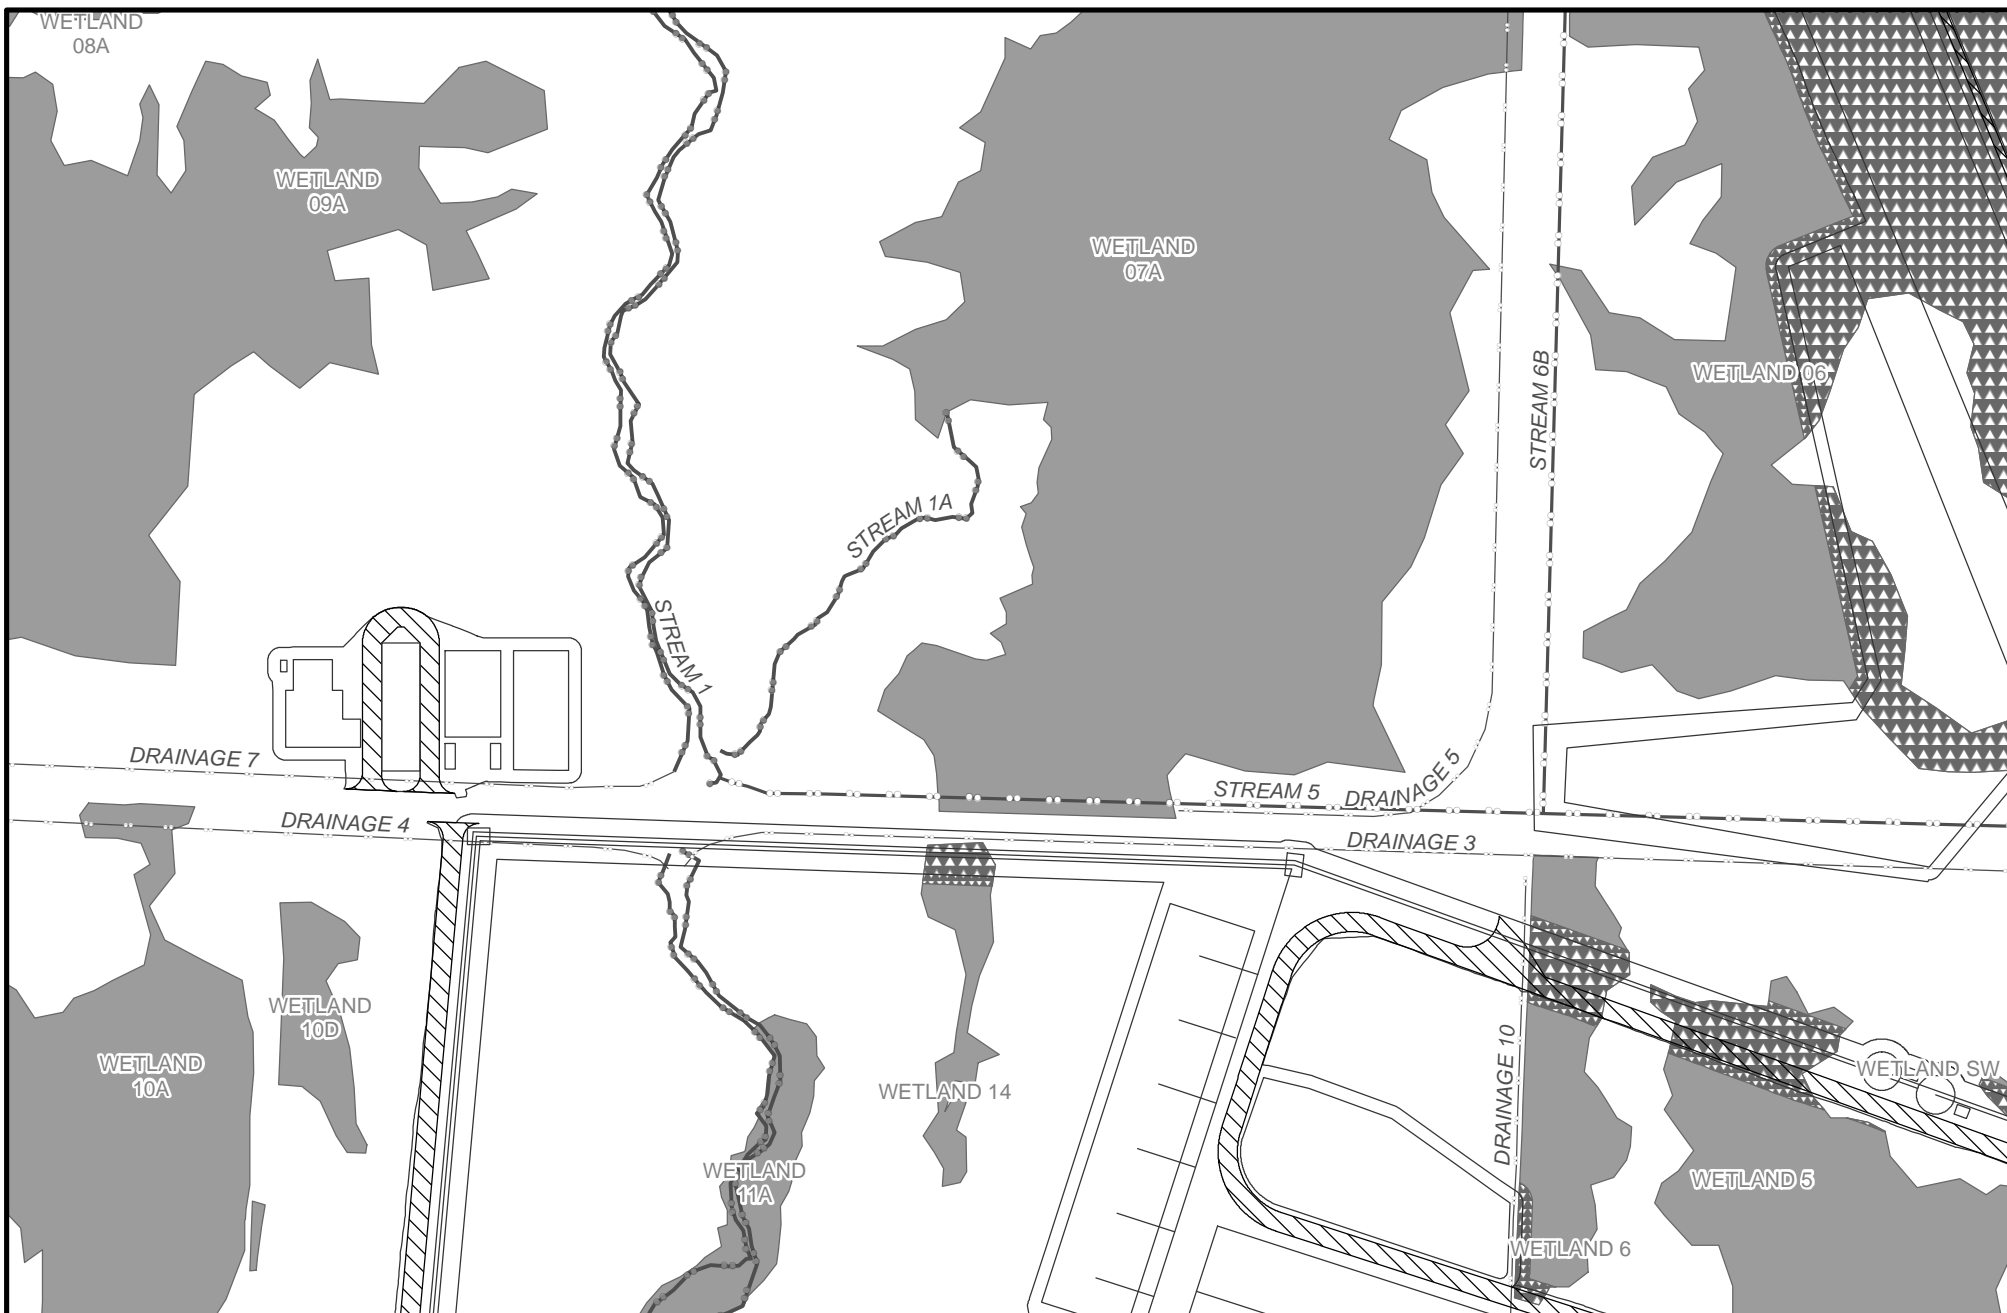 WETLAND
08A
WETLAND
09A
WETLAND
07A
STREAM 6B
WETLAND 06
STREAM 1A
STREAM 1
DRAINAGE 7
STREAM 5
DRAINAGE 5
DRAINAGE 4
DRAINAGE 3
WETLAND
10D
WETLAND
10A
WETLAND 14
DRAINAGE 10
WETLAND SW
WETLAND
11A
WETLAND 5
WETLAND 6